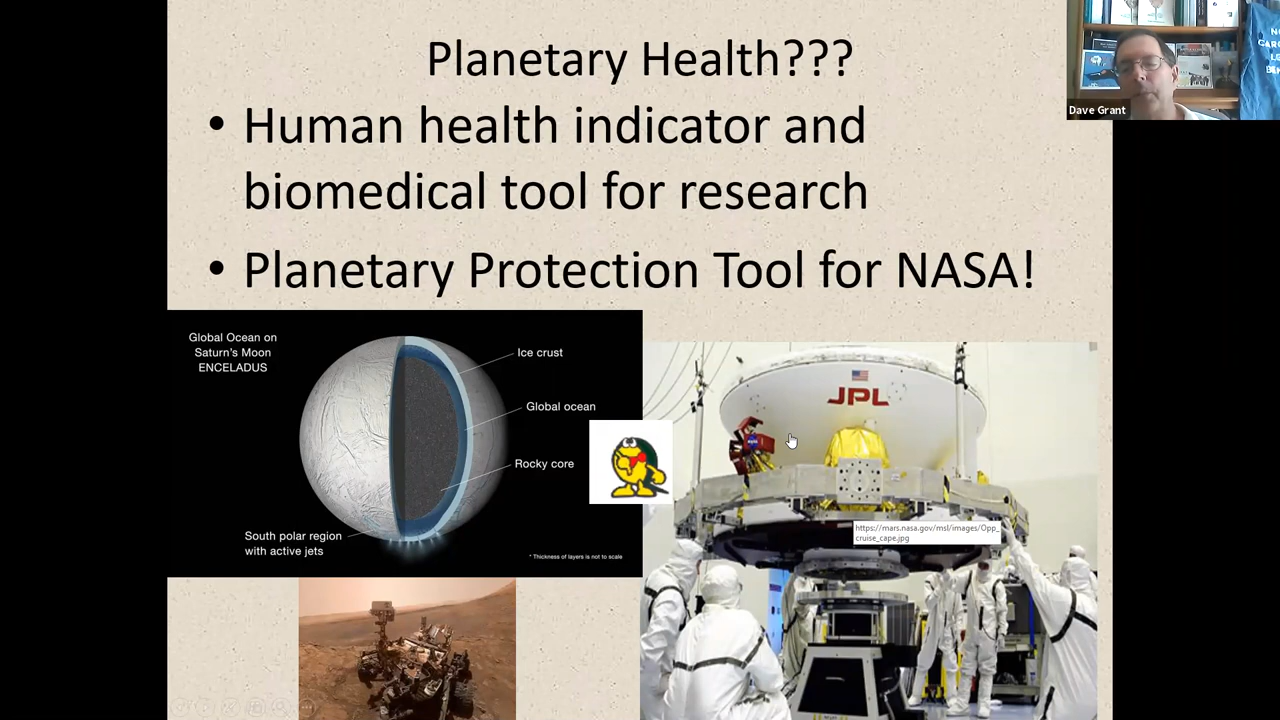 Planetary Health???
• Human health indicator and
biomedical tool for research
• Planetary Protection Tool for NASA!
Dave Grant
Global Ocean on
Saturn's Moon
ENCELADUS
Ice crust
Global ocean
Rocky core
South polar region
with active jets
* Thickness of layers is not to scale
JPL
https://mars.nasa.gov/msl/images/Opp_
cruise_cape.jpg